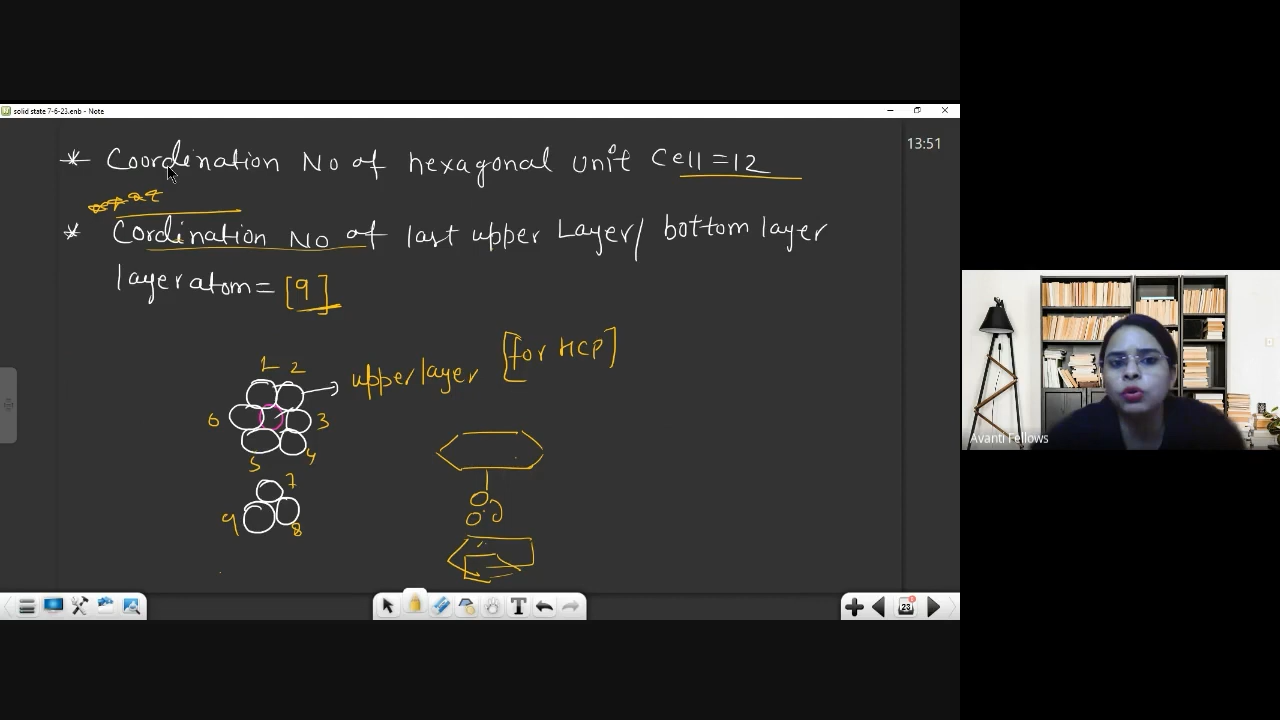 solid state 7-6-23.enb - Note
13:51
* Coordination No of hexagonal unit cell = 12
* Cordination No of last upper Layer/ bottom layer
layer atom = [9]
[for HCP]
upper layer
1 2
6 3
5 4
7
9 8
Avanti Fellows
23